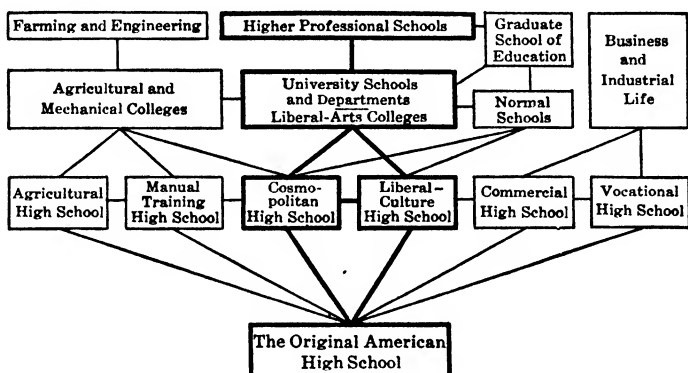 Farming and Engineering
Higher Professional Schools
Graduate
School of
Education
Business
and
Industrial
Life
Agricultural and
Mechanical Colleges
University Schools
and Departments
Liberal-Arts Colleges
Normal
Schools
Agricultural
High School
Manual
Training
High School
Cosmo-
politan
High School
Liberal-
Culture
High School
Commercial
High School
Vocational
High School
The Original American
High School